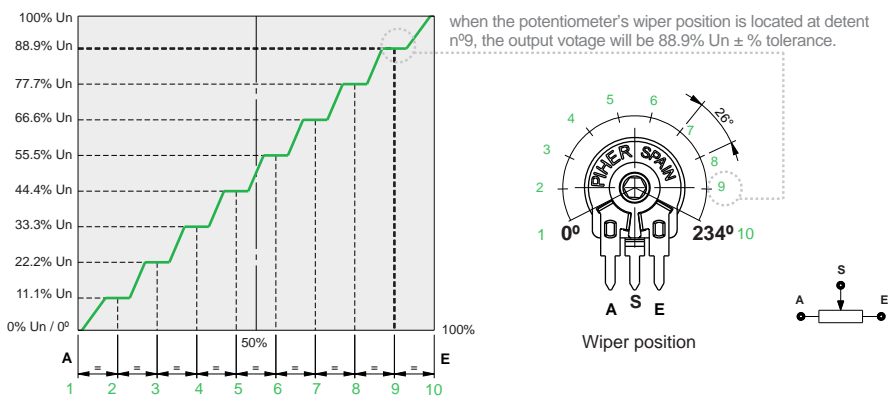 when the potentiometer's wiper position is located at detent
nº9, the output votage will be 88.9% Un ± % tolerance.
100% Un
88.9% Un
77.7% Un
66.6% Un
55.5% Un
44.4% Un
33.3% Un
22.2% Un
11.1% Un
0% Un / 0º
50%
100%
A
E
= = = = = = = = =
1 2 3 4 5 6 7 8 9 10
5 6
4 7
26°
3 8
2 9
PIHER SPAIN
1 0º 234º 10
A S E
Wiper position
S
A E